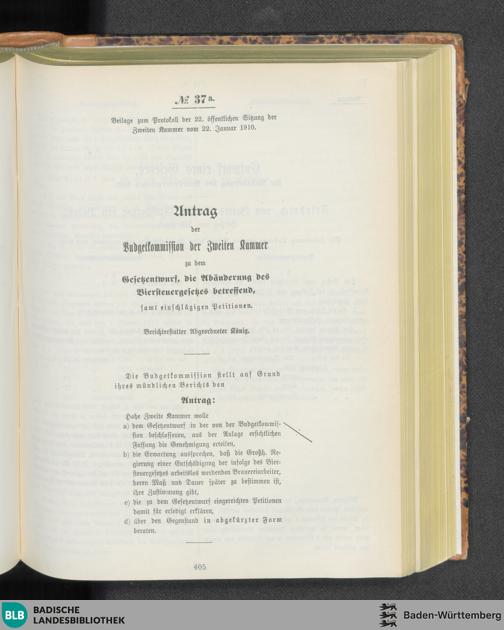 № 37a.
Beilage zum Protokoll der 22. öffentlichen Sitzung der
Zweiten Kammer vom 22. Januar 1910.
Antrag
der
Budgetkommission der Zweiten Kammer
zu dem
Gesetzentwurf, die Abänderung des
Biersteuergesetzes betreffend,
samt einschlägigen Petitionen.
Berichterstatter Abgeordneter König.
Die Budgetkommission stellt auf Grund
ihres mündlichen Berichts den
Antrag:
Hohe Zweite Kammer wolle
a) dem Gesetzentwurf in der von der Budgetkommis-
sion beschlossenen, aus der Anlage ersichtlichen
Fassung die Genehmigung erteilen,
b) die Erwartung aussprechen, daß die Großh. Re-
gierung einer Entschädigung der infolge des Bier-
steuergesetzes arbeitslos werdenden Brauereiarbeiter,
deren Maß und Dauer später zu bestimmen ist,
ihre Zustimmung gibt,
c) die zu dem Gesetzentwurf eingereichten Petitionen
damit für erledigt erklären,
d) über den Gegenstand in abgekürzter Form
beraten.
405
BLB
BADISCHE
LANDESBIBLIOTHEK
Baden-Württemberg